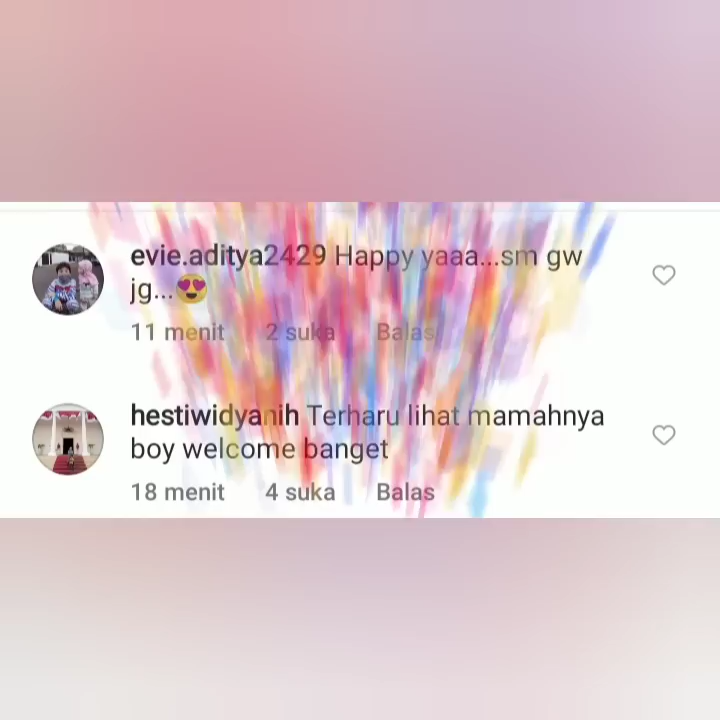 evie.aditya2429 Happy yaaa...sm gw
jg...😍
11 menit 2 suka Balas
hestiwidyanih Terharu lihat mamahnya
boy welcome banget
18 menit 4 suka Balas